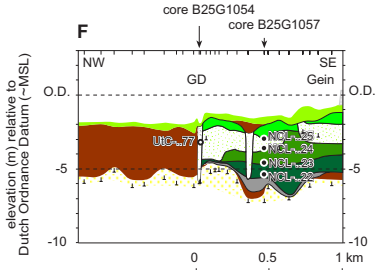 core B25G1054
core B25G1057
F
NW
SE
GD
Gein
O.D.
O.D.
UtC-..77
NCL-..25
NCL-..24
NCL-..23
NCL-..22
-5
-5
-10
-10
0
0.5
1 km
elevation (m) relative to
Dutch Ordnance Datum (~MSL)